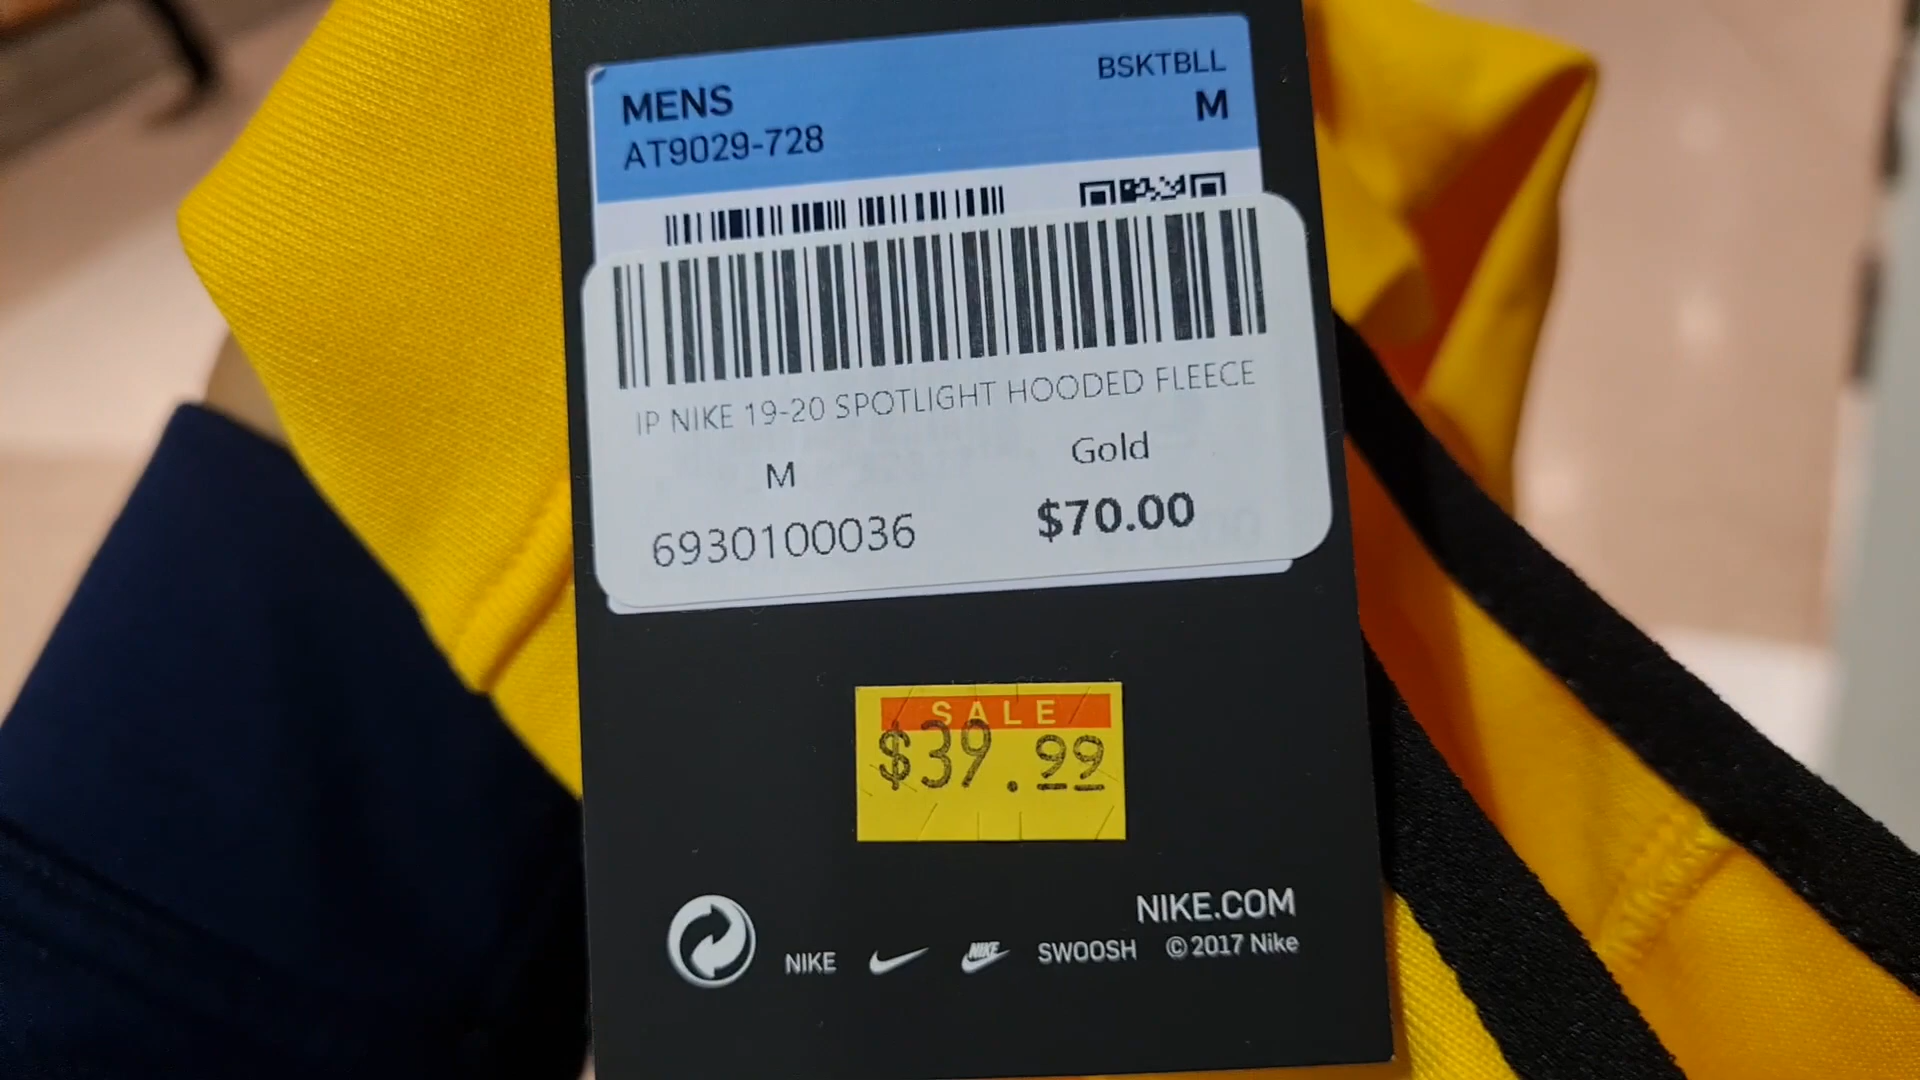 MENS
BSKTBLL
AT9029-728
M
IP NIKE 19-20 SPOTLIGHT HOODED FLEECE
M
Gold
6930100036
$70.00
SALE
$39.99
NIKE.COM
NIKE
NIKE
SWOOSH
© 2017 Nike